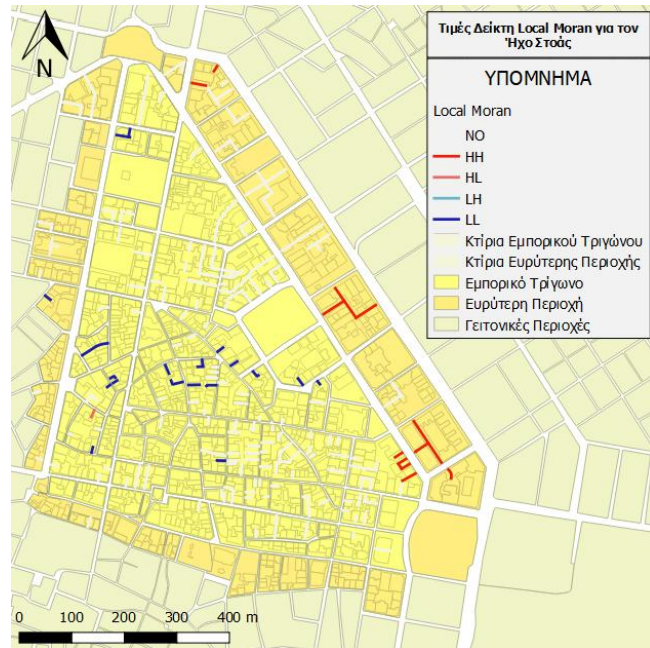 Τιμές Δείκτη Local Moran για τον
Ήχο Στοάς
ΥΠΟΜΝΗΜΑ
Local Moran
NO
HH
HL
LH
LL
Κτίρια Εμπορικού Τριγώνου
Κτίρια Ευρύτερης Περιοχής
Εμπορικό Τρίγωνο
Ευρύτερη Περιοχή
Γειτονικές Περιοχές
N
0 100 200 300 400 m